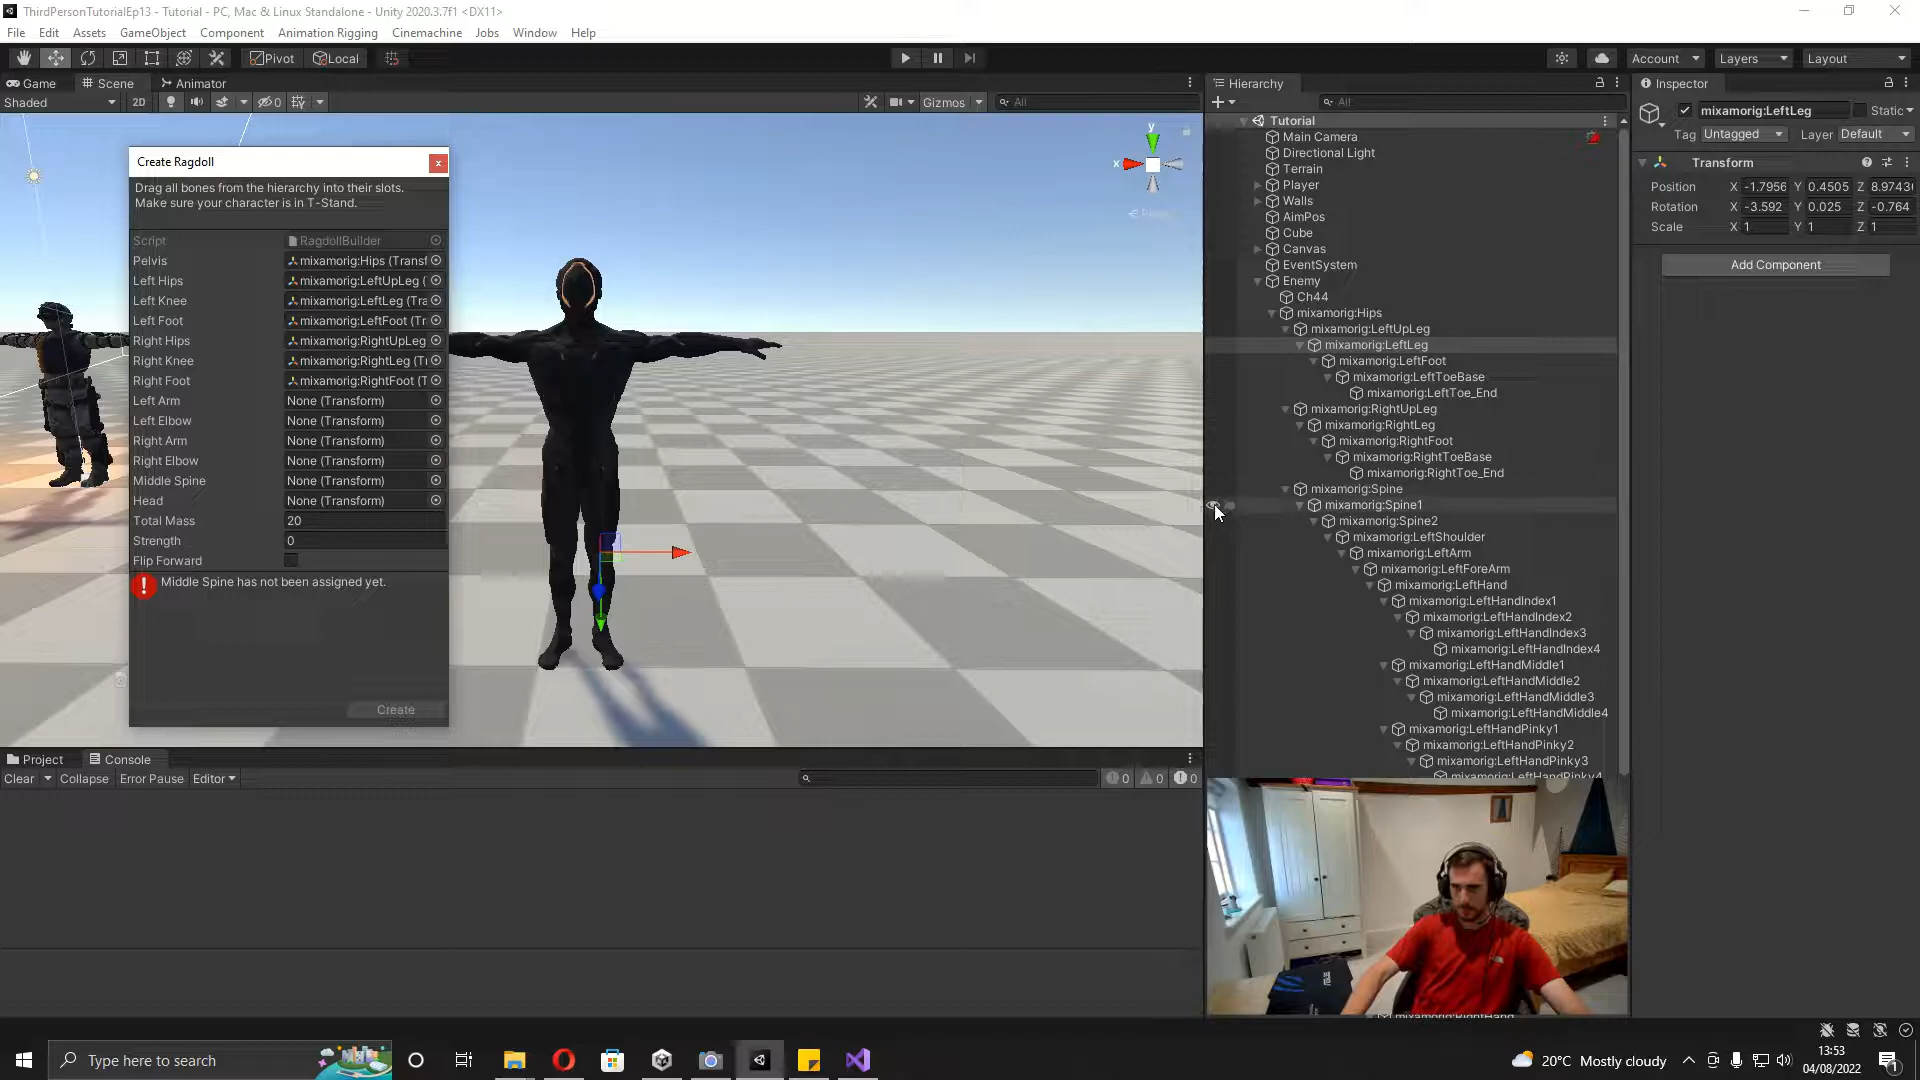 ThirdPersonTutorialEp13 - Tutorial - PC, Mac & Linux Standalone - Unity 2020.3.7f1 <DX11>
File Edit Assets GameObject Component Animation Rigging Cinemachine Jobs Window Help
Pivot Local Account Layers Layout
Game Scene Animator
Shaded 2D 0 Gizmos All
Create Ragdoll
Drag all bones from the hierarchy into their slots.
Make sure your character is in T-Stand.
Script RagdollBuilder
Pelvis mixamorig:Hips (Transf
Left Hips mixamorig:LeftUpLeg (
Left Knee mixamorig:LeftLeg (Tra
Left Foot mixamorig:LeftFoot (Tr
Right Hips mixamorig:RightUpLeg
Right Knee mixamorig:RightLeg (Tr
Right Foot mixamorig:RightFoot (T
Left Arm None (Transform)
Left Elbow None (Transform)
Right Arm None (Transform)
Right Elbow None (Transform)
Middle Spine None (Transform)
Head None (Transform)
Total Mass 20
Strength 0
Flip Forward
Middle Spine has not been assigned yet.
Create
y
x
Project Console
Clear Collapse Error Pause Editor 0 0 0
Hierarchy
All
Tutorial
Main Camera
Directional Light
Terrain
Player
Walls
AimPos
Cube
Canvas
EventSystem
Enemy
Ch44
mixamorig:Hips
mixamorig:LeftUpLeg
mixamorig:LeftLeg
mixamorig:LeftFoot
mixamorig:LeftToeBase
mixamorig:LeftToe_End
mixamorig:RightUpLeg
mixamorig:RightLeg
mixamorig:RightFoot
mixamorig:RightToeBase
mixamorig:RightToe_End
mixamorig:Spine
mixamorig:Spine1
mixamorig:Spine2
mixamorig:LeftShoulder
mixamorig:LeftArm
mixamorig:LeftForeArm
mixamorig:LeftHand
mixamorig:LeftHandIndex1
mixamorig:LeftHandIndex2
mixamorig:LeftHandIndex3
mixamorig:LeftHandIndex4
mixamorig:LeftHandMiddle1
mixamorig:LeftHandMiddle2
mixamorig:LeftHandMiddle3
mixamorig:LeftHandMiddle4
mixamorig:LeftHandPinky1
mixamorig:LeftHandPinky2
mixamorig:LeftHandPinky3
mixamorig:LeftHandPinky4
mixamorig:RightHand
Inspector
mixamorig:LeftLeg Static
Tag Untagged Layer Default
Transform
Position X -1.7956 Y 0.4505 Z 8.9743
Rotation X -3.592 Y 0.025 Z -0.764
Scale X 1 Y 1 Z 1
Add Component
Type here to search
20°C Mostly cloudy
13:53
04/08/2022
1